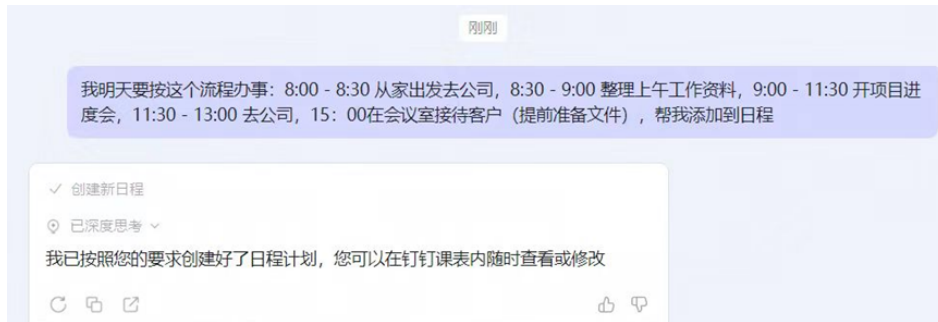 刚刚
我明天要按这个流程办事：8:00 - 8:30 从家出发去公司，8:30 - 9:00 整理上午工作资料，9:00 - 11:30 开项目进
度会，11:30 - 13:00 去公司，15：00在会议室接待客户（提前准备文件），帮我添加到日程
创建新日程
已深度思考
我已按照您的要求创建好了日程计划，您可以在钉钉课表内随时查看或修改